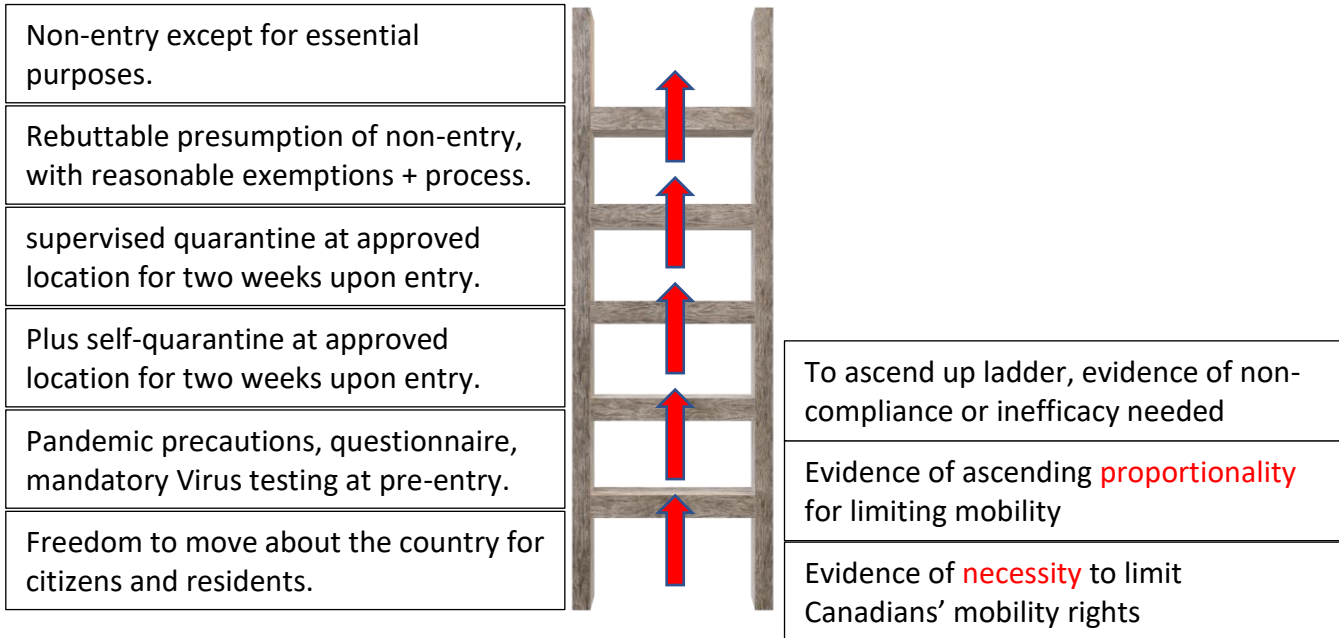 Non-entry except for essential
purposes.
Rebuttable presumption of non-entry,
with reasonable exemptions + process.
supervised quarantine at approved
location for two weeks upon entry.
Plus self-quarantine at approved
location for two weeks upon entry.
Pandemic precautions, questionnaire,
mandatory Virus testing at pre-entry.
Freedom to move about the country for
citizens and residents.
To ascend up ladder, evidence of non-
compliance or inefficacy needed
Evidence of ascending proportionality
for limiting mobility
Evidence of necessity to limit
Canadians’ mobility rights